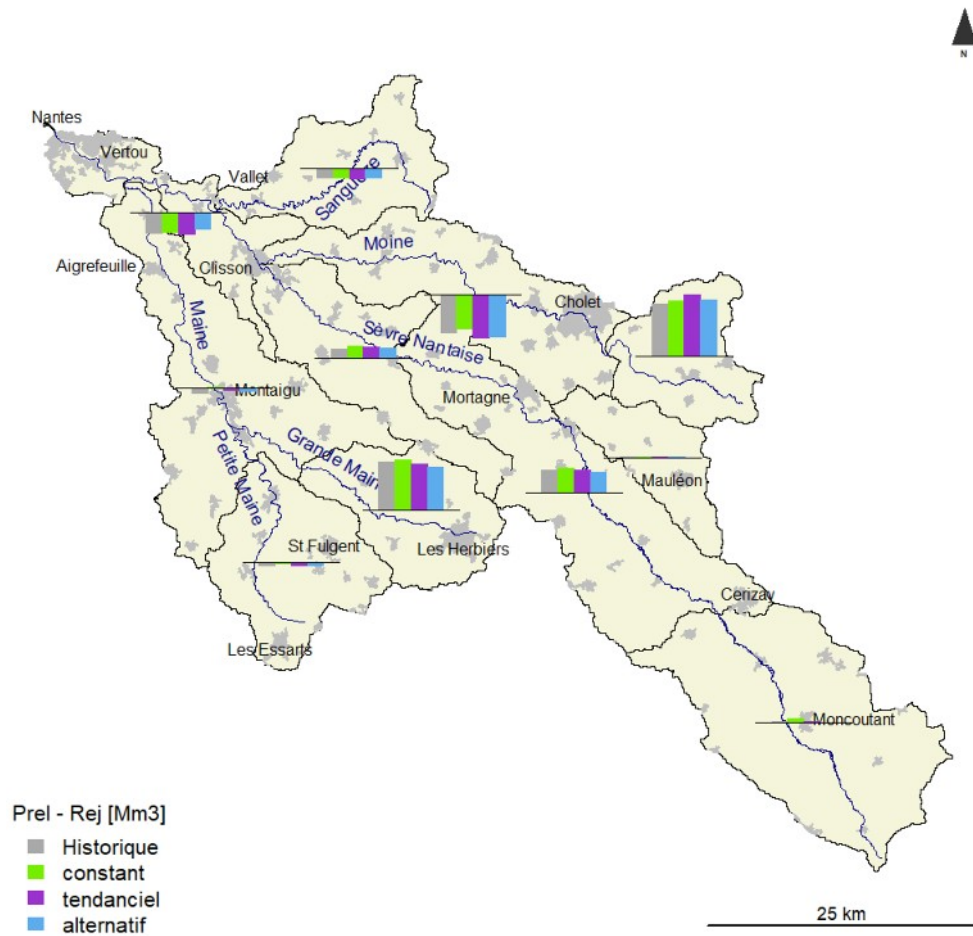 N
Nantes
Vertou
Vallet
Sanguèze
Aigrefeuille
Clisson
Moine
Cholet
Maine
Sèvre Nantaise
Montaigu
Mortagne
Petite Maine
Grande Main
Mauléon
St Fulgent
Les Herbiers
Cerizay
Les Essarts
Moncoutant
Prel - Rej [Mm3]
Historique
constant
tendanciel
alternatif
25 km